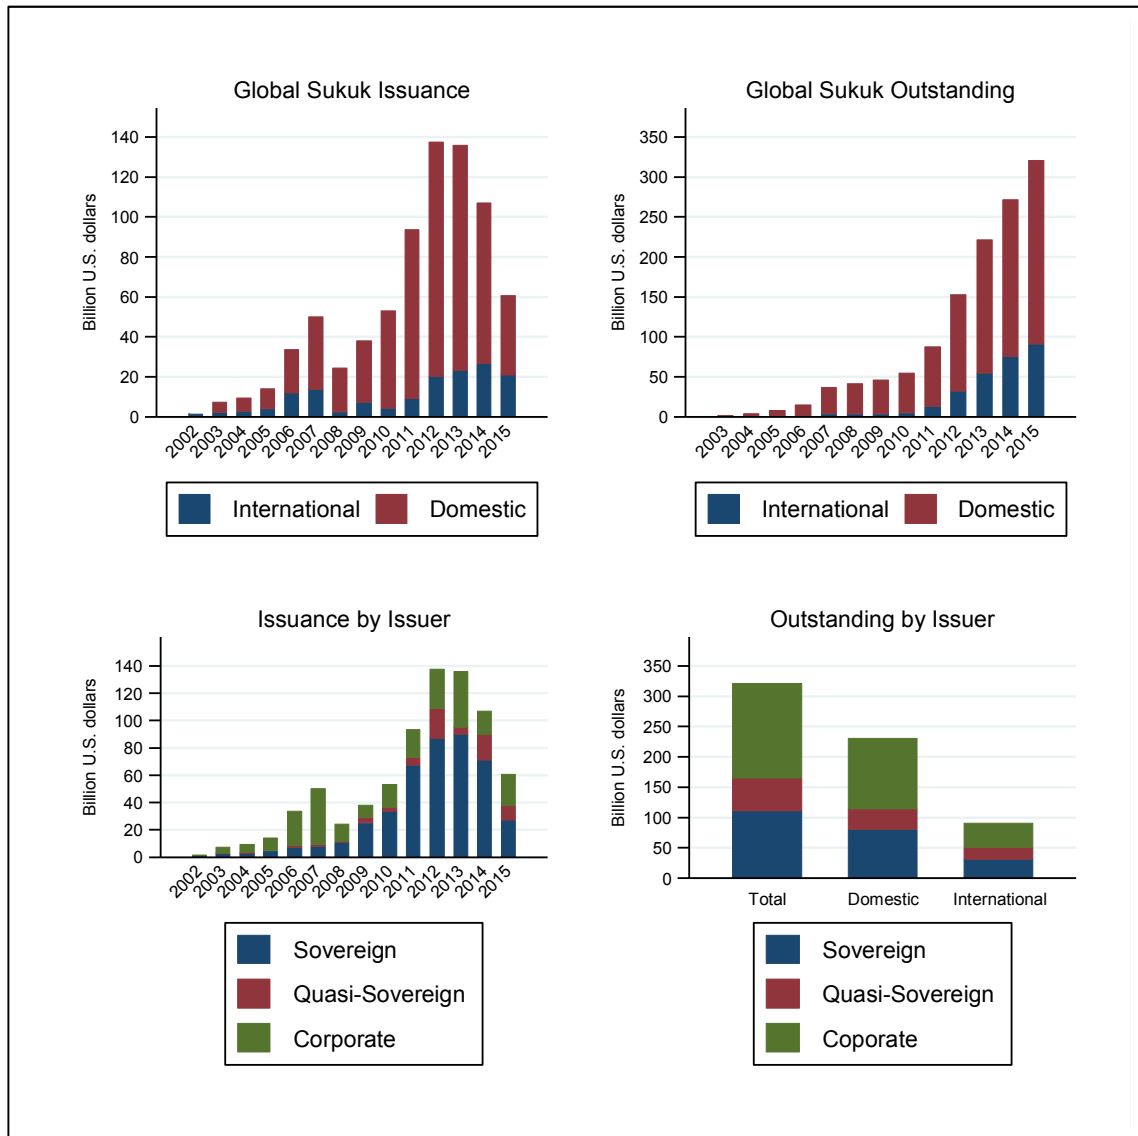 Global Sukuk Issuance
Billion U.S. dollars
140
120
100
80
60
40
20
0
2002 2003 2004 2005 2006 2007 2008 2009 2010 2011 2012 2013 2014 2015
International Domestic
Global Sukuk Outstanding
Billion U.S. dollars
350
300
250
200
150
100
50
0
2003 2004 2005 2006 2007 2008 2009 2010 2011 2012 2013 2014 2015
International Domestic
Issuance by Issuer
Billion U.S. dollars
140
120
100
80
60
40
20
0
2002 2003 2004 2005 2006 2007 2008 2009 2010 2011 2012 2013 2014 2015
Sovereign
Quasi-Sovereign
Corporate
Outstanding by Issuer
Billion U.S. dollars
350
300
250
200
150
100
50
0
Total Domestic International
Sovereign
Quasi-Sovereign
Coporate